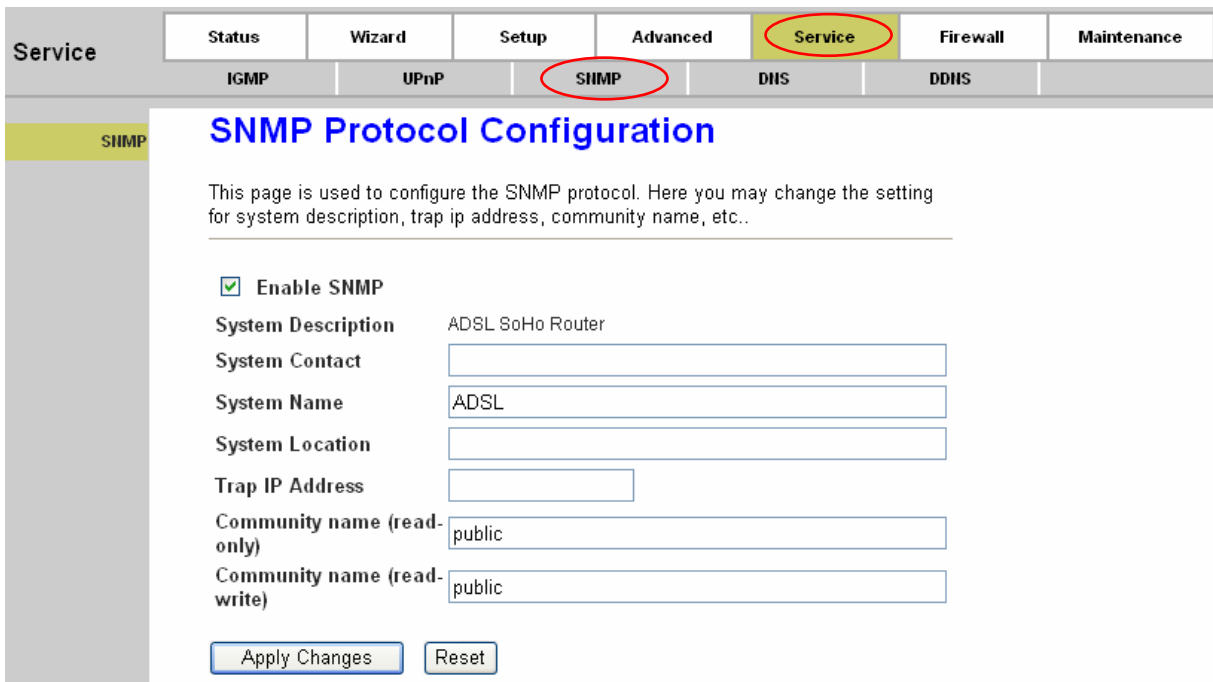 Service
Status Wizard Setup Advanced Service Firewall Maintenance
IGMP UPnP SNMP DNS DDNS
SNMP
SNMP Protocol Configuration
This page is used to configure the SNMP protocol. Here you may change the setting
for system description, trap ip address, community name, etc..
Enable SNMP
System Description ADSL SoHo Router
System Contact
System Name ADSL
System Location
Trap IP Address
Community name (read-
only) public
Community name (read-
write) public
Apply Changes Reset